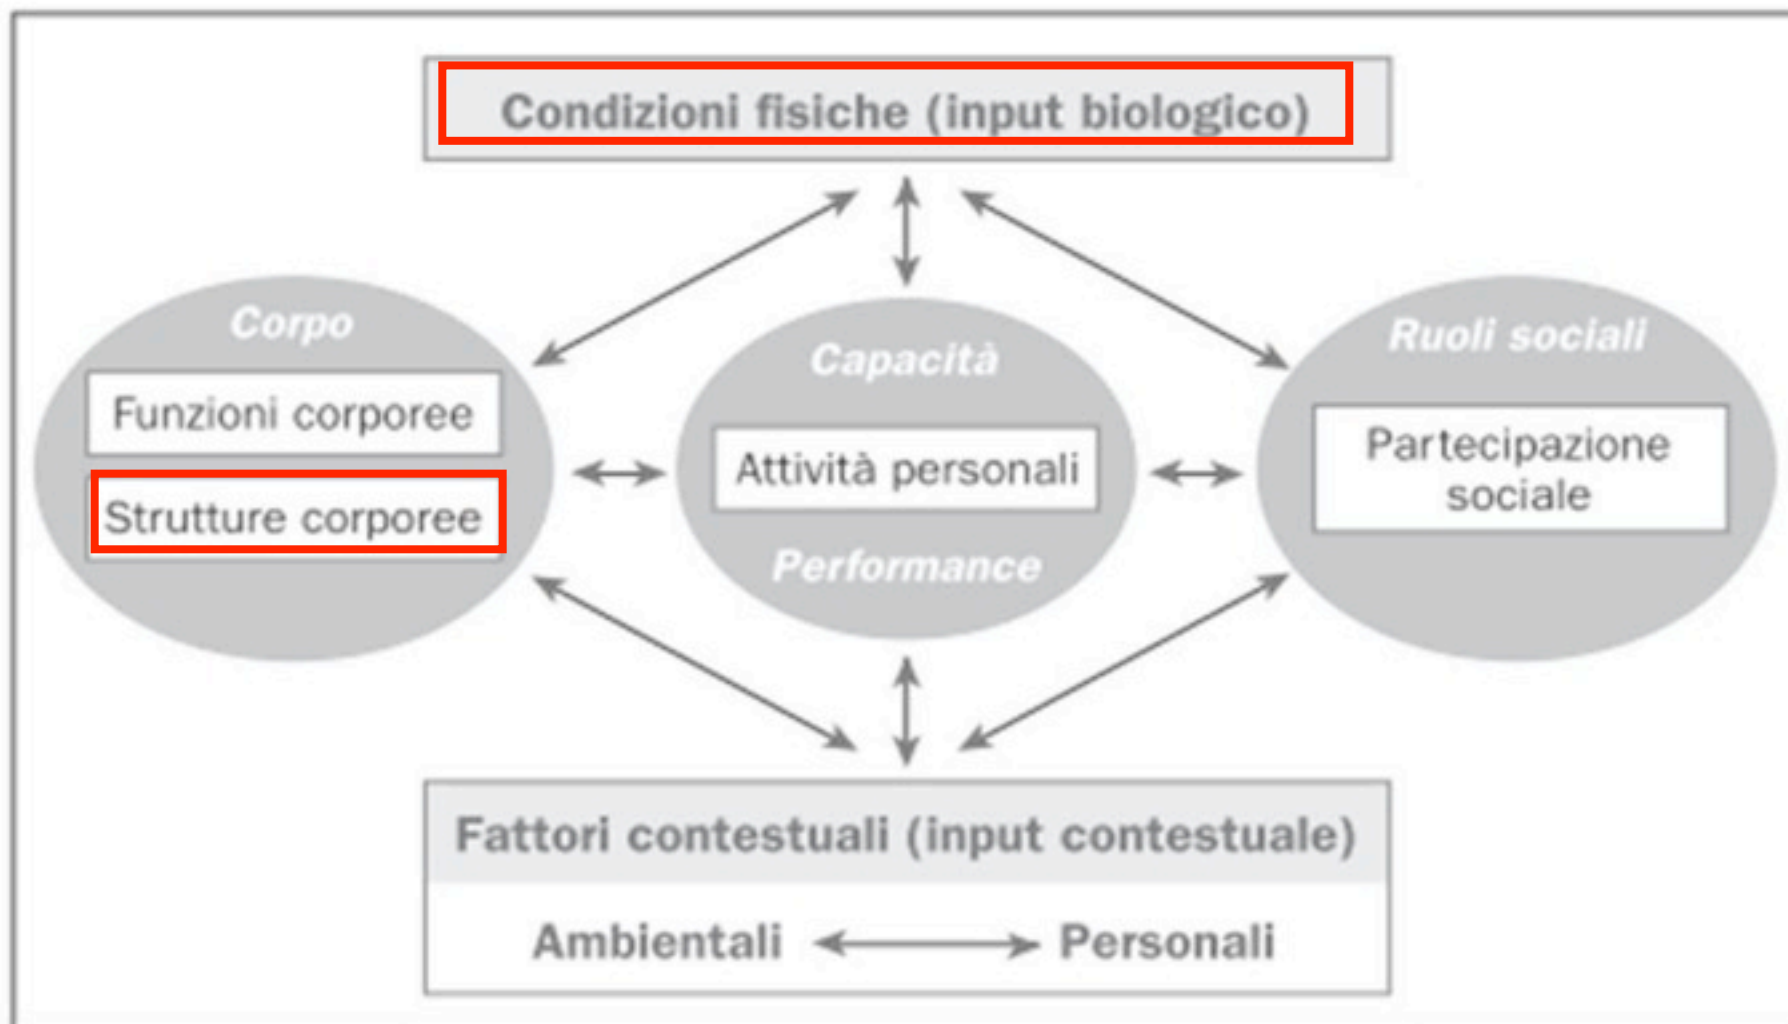 Condizioni fisiche (input biologico)
Corpo
Funzioni corporee
Strutture corporee
Capacità
Attività personali
Performance
Ruoli sociali
Partecipazione
sociale
Fattori contestuali (input contestuale)
Ambientali Personali